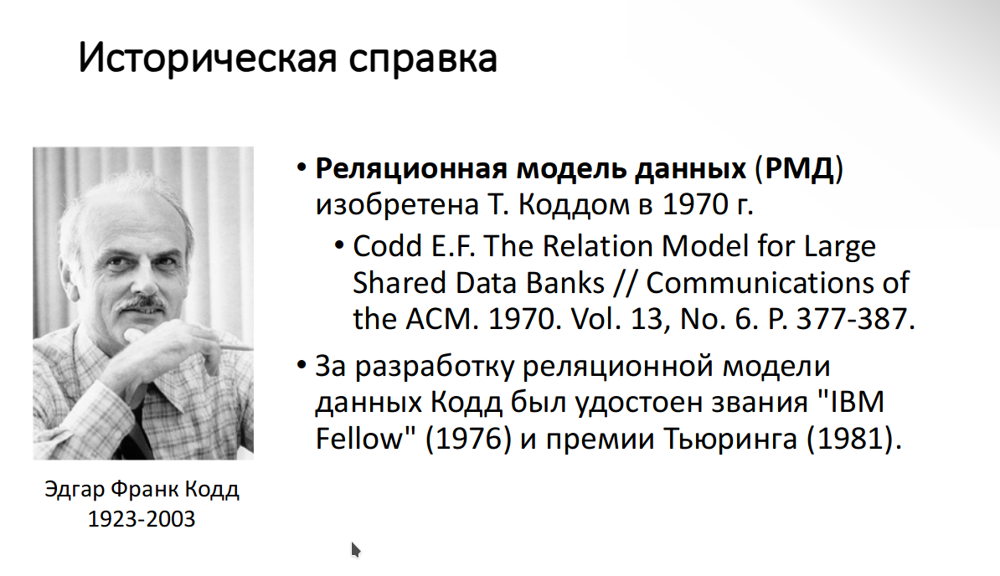 Историческая справка
• Реляционная модель данных (РМД)
изобретена Т. Коддом в 1970 г.
• Codd E.F. The Relation Model for Large
Shared Data Banks // Communications of
the ACM. 1970. Vol. 13, No. 6. P. 377-387.
• За разработку реляционной модели
данных Кодд был удостоен звания "IBM
Fellow" (1976) и премии Тьюринга (1981).
Эдгар Франк Кодд
1923-2003